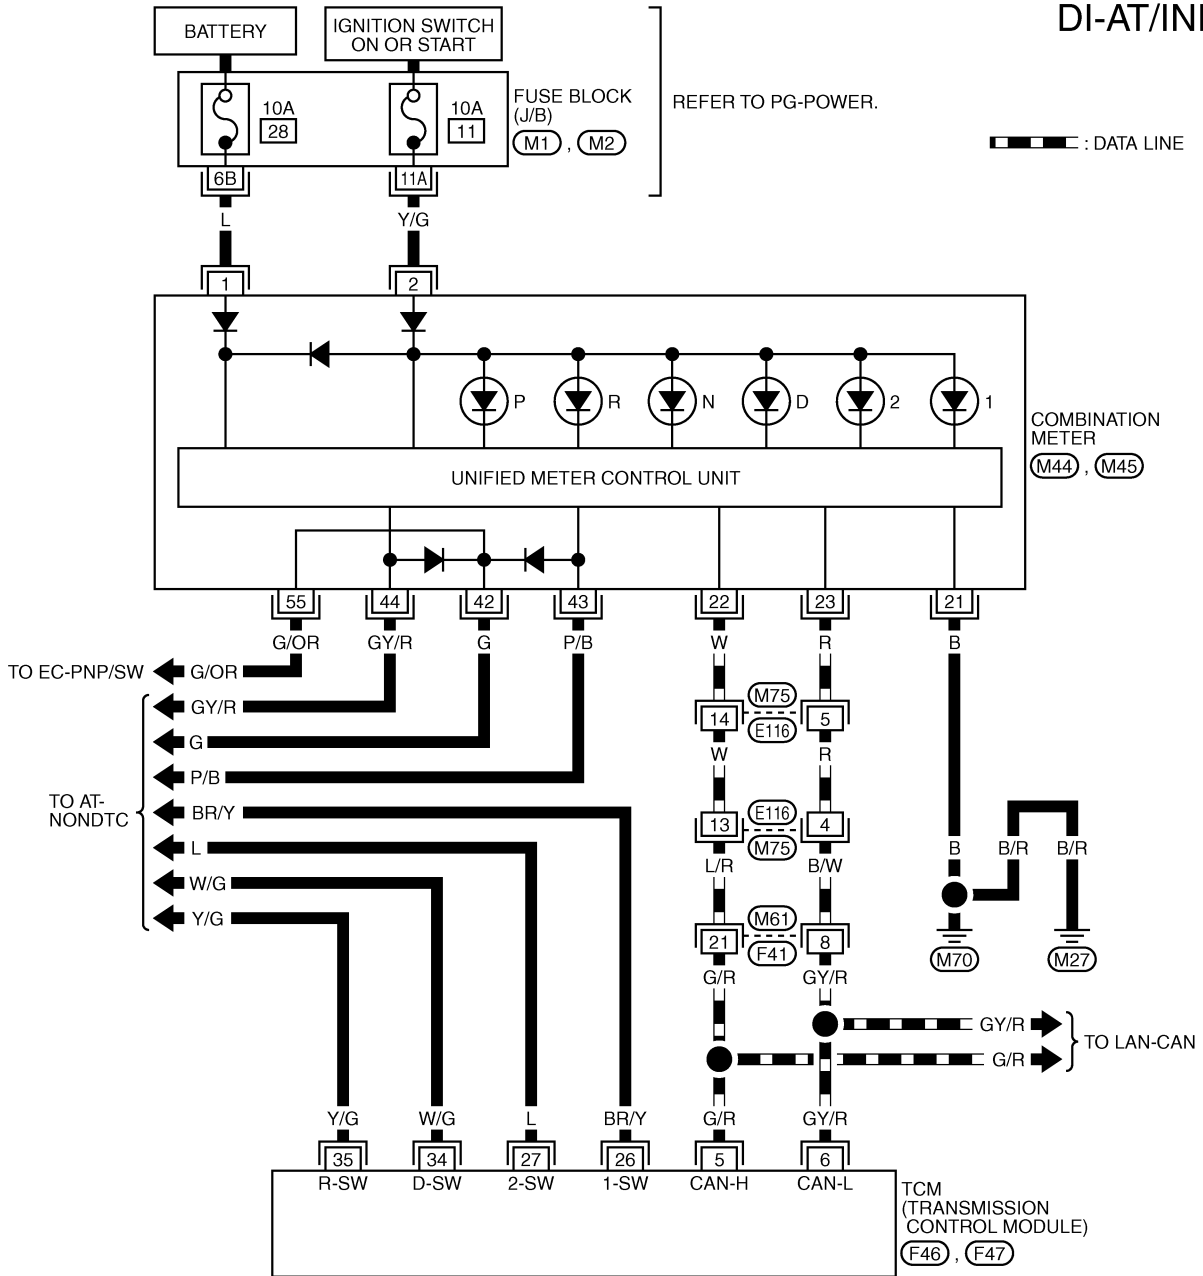 DI-AT/IN
BATTERY
IGNITION SWITCH
ON OR START
10A
28
10A
11
FUSE BLOCK
(J/B)
M1 , M2
REFER TO PG-POWER.
: DATA LINE
6B
11A
L
Y/G
1
2
P
R
N
D
2
1
COMBINATION
METER
M44 , M45
UNIFIED METER CONTROL UNIT
55
44
42
43
22
23
21
G/OR
GY/R
G
P/B
W
R
B
TO EC-PNP/SW
G/OR
GY/R
G
P/B
TO AT-
NONDTC
BR/Y
L
W/G
Y/G
M75
14
5
E116
W
R
E116
13
4
M75
L/R
B/W
B
B/R
B/R
M61
21
8
F41
G/R
GY/R
M70
M27
GY/R
G/R
TO LAN-CAN
Y/G
W/G
L
BR/Y
G/R
GY/R
35
34
27
26
5
6
R-SW
D-SW
2-SW
1-SW
CAN-H
CAN-L
TCM
(TRANSMISSION
CONTROL MODULE)
F46 , F47